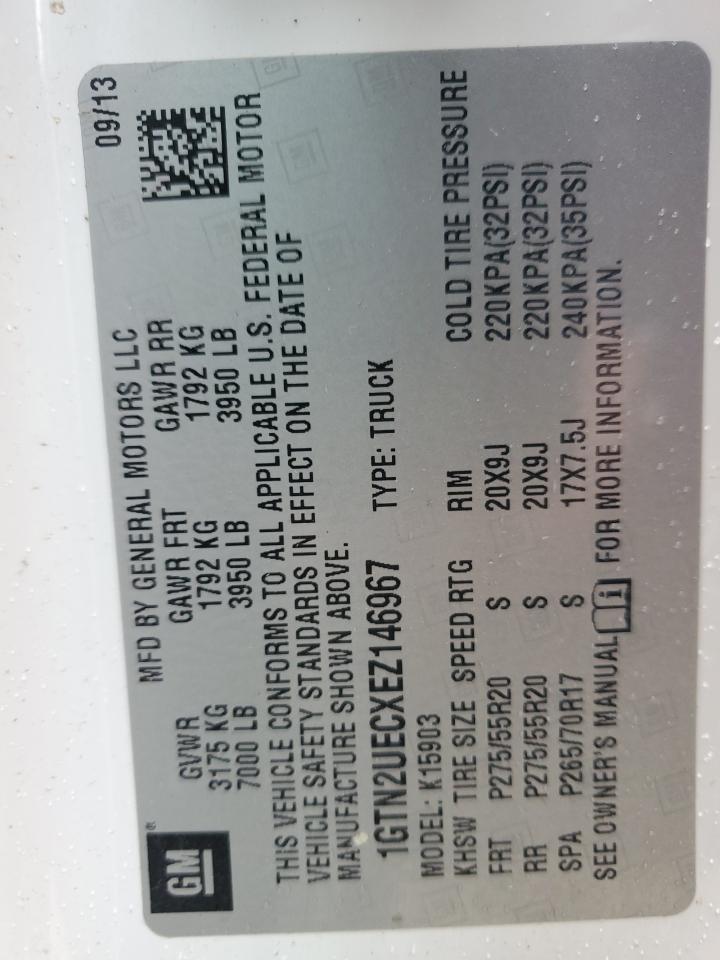 GM®
MFD BY GENERAL MOTORS LLC 09/13
GVWR GAWR FRT GAWR RR
3175 KG 1792 KG 1792 KG
7000 LB 3950 LB 3950 LB
THIS VEHICLE CONFORMS TO ALL APPLICABLE U.S. FEDERAL MOTOR
VEHICLE SAFETY STANDARDS IN EFFECT ON THE DATE OF
MANUFACTURE SHOWN ABOVE.
1GTN2UECXEZ146967 TYPE: TRUCK
MODEL: K15903
KHSW TIRE SIZE SPEED RTG RIM COLD TIRE PRESSURE
FRT P275/55R20 S 20X9J 220KPA(32PSI)
RR P275/55R20 S 20X9J 220KPA(32PSI)
SPA P265/70R17 S 17X7.5J 240KPA(35PSI)
SEE OWNER'S MANUAL i FOR MORE INFORMATION.